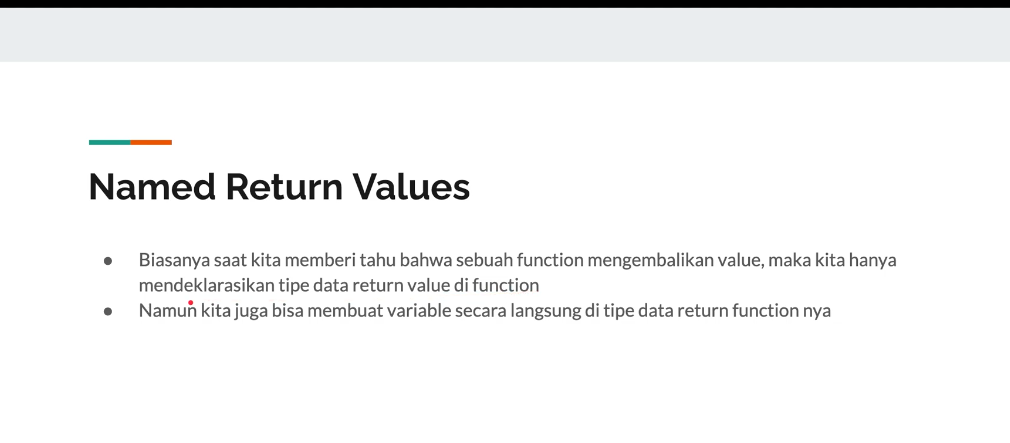 Named Return Values
● Biasanya saat kita memberi tahu bahwa sebuah function mengembalikan value, maka kita hanya
mendeklarasikan tipe data return value di function
● Namun kita juga bisa membuat variable secara langsung di tipe data return function nya